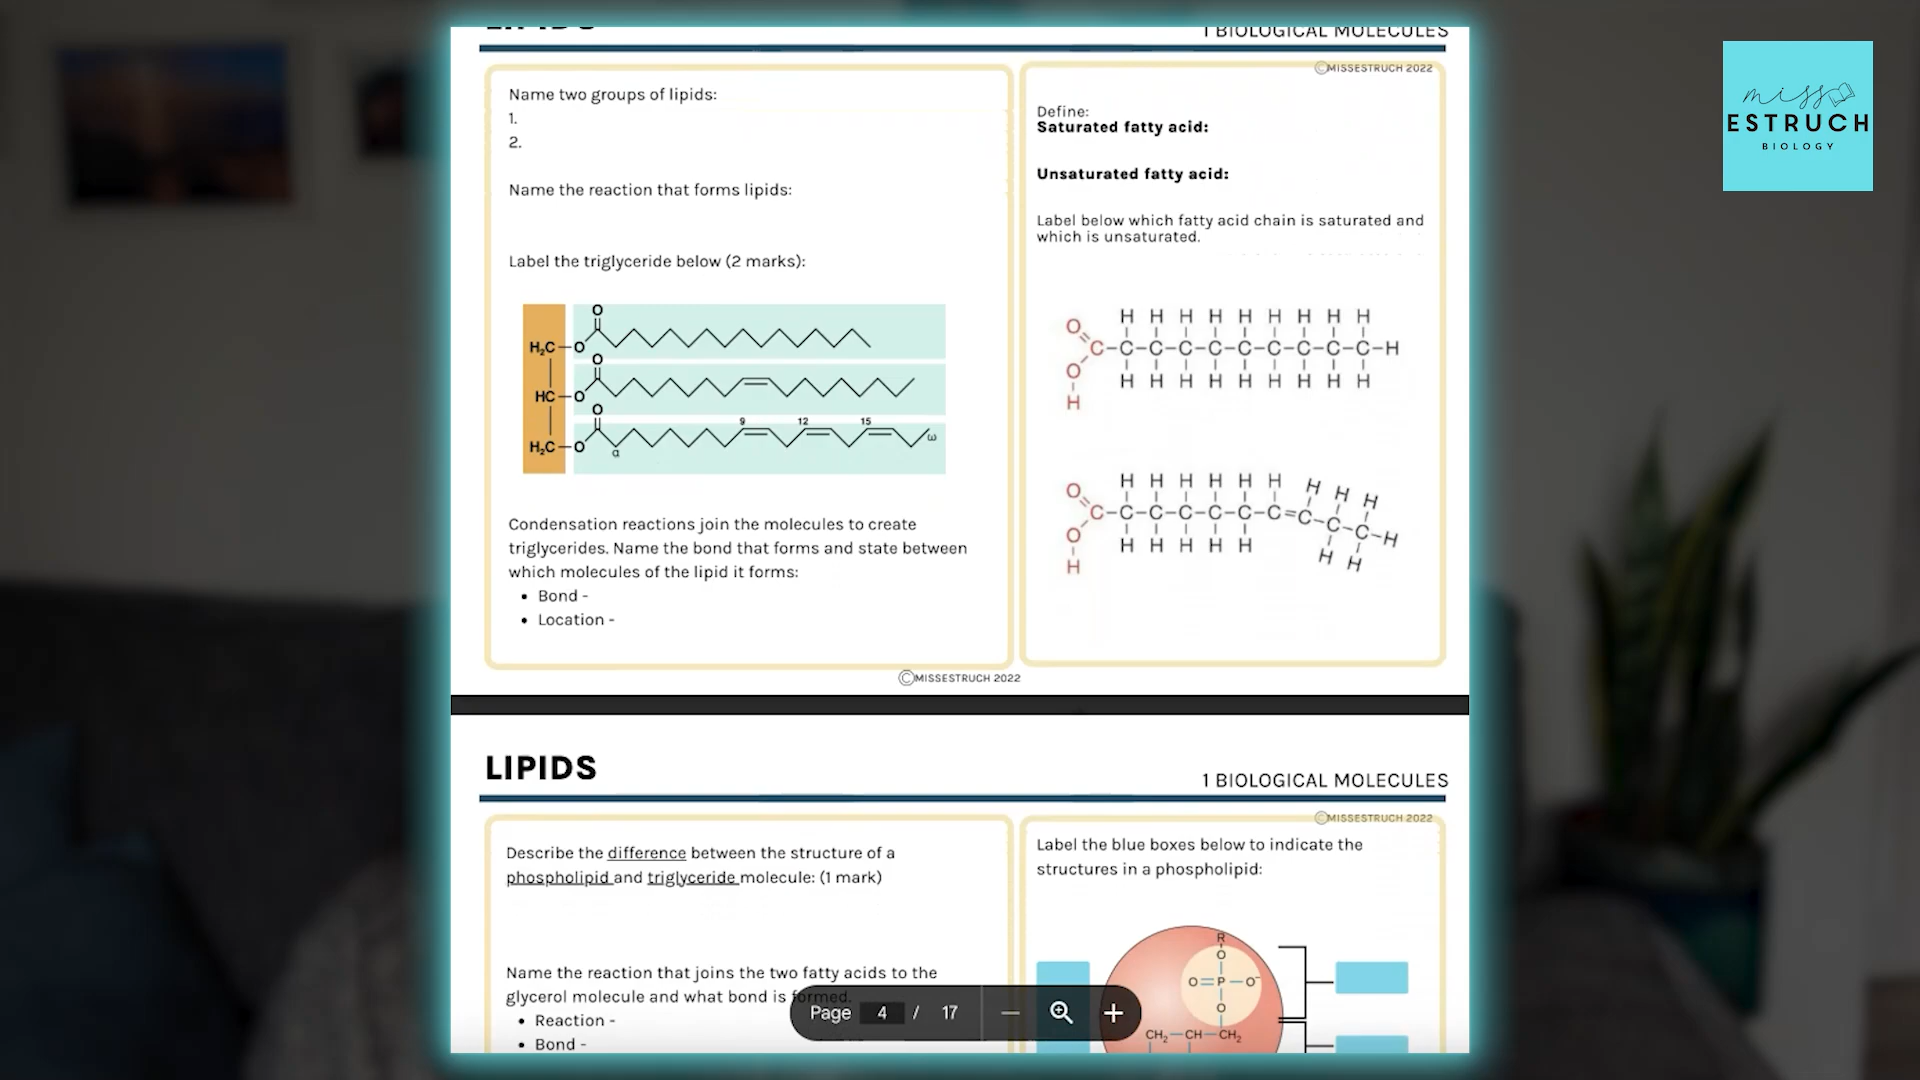 LIPIDS
1 BIOLOGICAL MOLECULES
Name two groups of lipids:
1.
2.
Name the reaction that forms lipids:
Label the triglyceride below (2 marks):
O
H₂C—O
O
HC—O
O
9 12 15
H₂C—O
α
ω
Condensation reactions join the molecules to create
triglycerides. Name the bond that forms and state between
which molecules of the lipid it forms:
• Bond -
• Location -
©MISSESTRUCH 2022
Define:
Saturated fatty acid:
Unsaturated fatty acid:
Label below which fatty acid chain is saturated and
which is unsaturated.
H H H H H H H H H
O
C-C-C-C-C-C-C-C-C-C-H
O
H H H H H H H H H
H
H H H H H H H H H
O
C-C-C-C-C-C-C=C-C-C-H
O
H H H H H H H
H
©MISSESTRUCH 2022
LIPIDS
1 BIOLOGICAL MOLECULES
Describe the difference between the structure of a
phospholipid and triglyceride molecule: (1 mark)
Name the reaction that joins the two fatty acids to the
glycerol molecule and what bond is formed.
• Reaction -
• Bond -
©MISSESTRUCH 2022
Label the blue boxes below to indicate the
structures in a phospholipid:
R
O
O=P—O⁻
O
CH₂—CH—CH₂
Page 4 / 17
miss
ESTRUCH
BIOLOGY